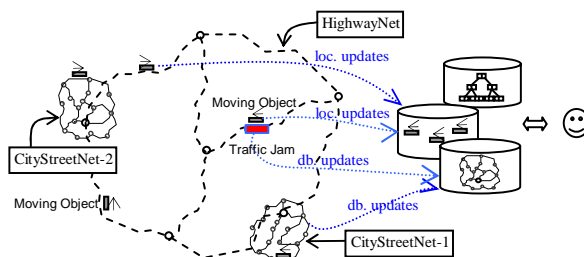 HighwayNet
loc. updates
Moving Object
loc. updates
Traffic Jam
CityStreetNet-2
db. updates
Moving Object
db. updates
CityStreetNet-1